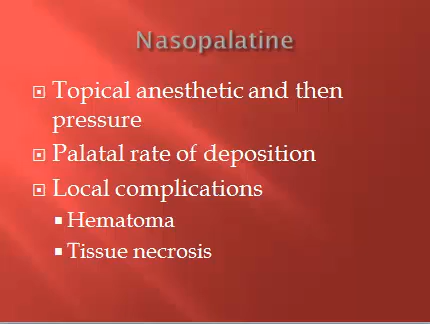 Nasopalatine
Topical anesthetic and then
pressure
Palatal rate of deposition
Local complications
Hematoma
Tissue necrosis